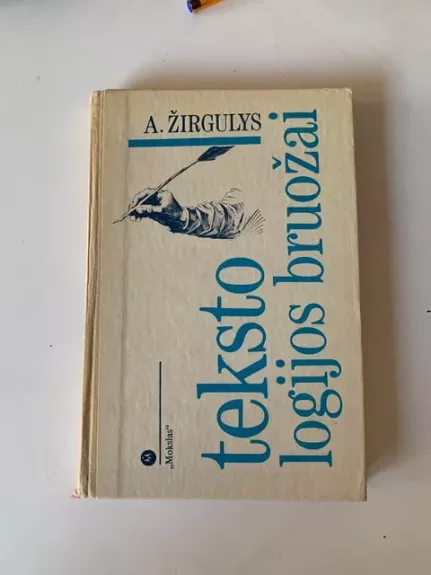 A. ŽIRGULYS
teksto
logijos bruožai
„Mokslas“